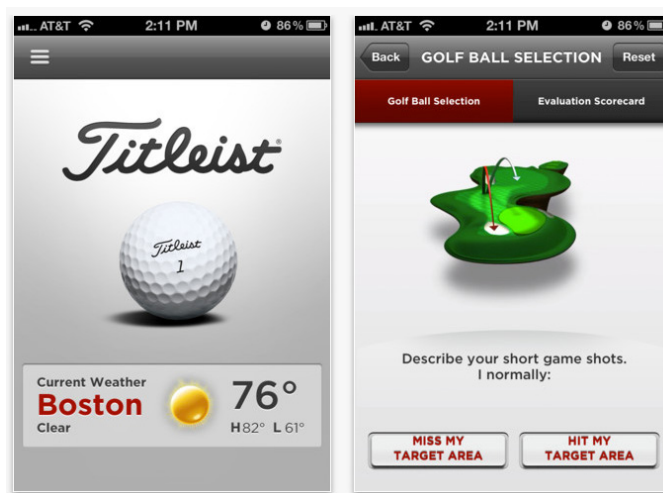 AT&T 2:11 PM 86%
Titleist
Titleist
1
Current Weather
Boston
Clear
76°
H82° L 61°
AT&T 2:11 PM 86%
Back GOLF BALL SELECTION Reset
Golf Ball Selection Evaluation Scorecard
Describe your short game shots.
I normally:
MISS MY
TARGET AREA
HIT MY
TARGET AREA